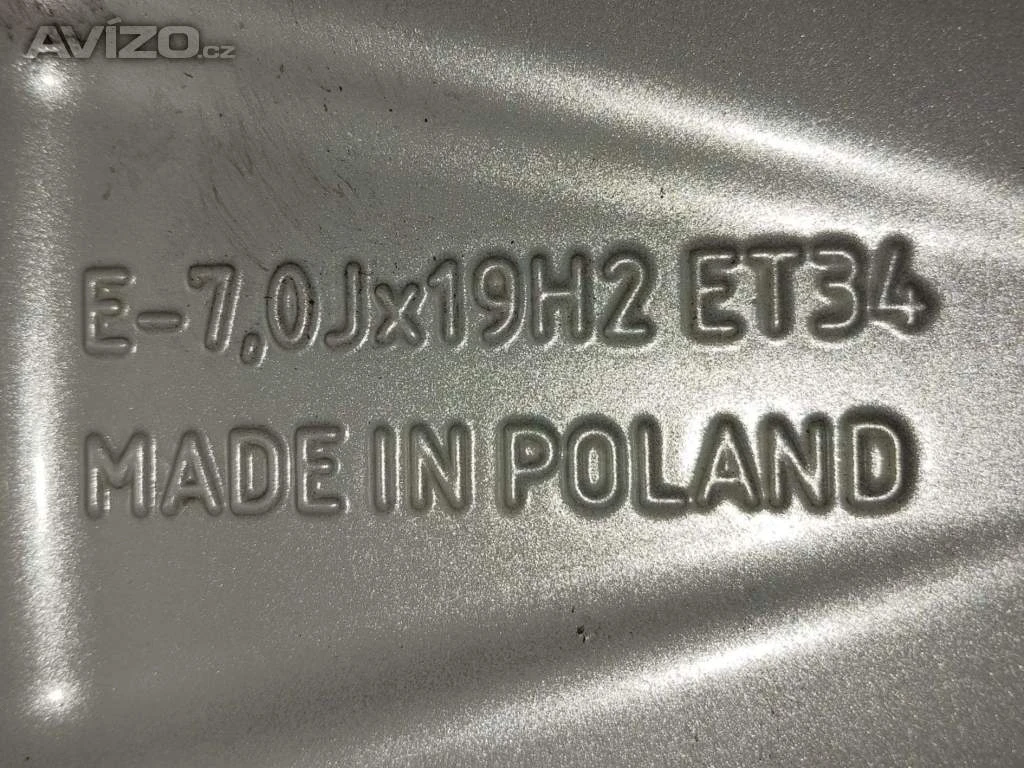 AVÍZO.cz
E-7,0Jx19H2 ET34
MADE IN POLAND